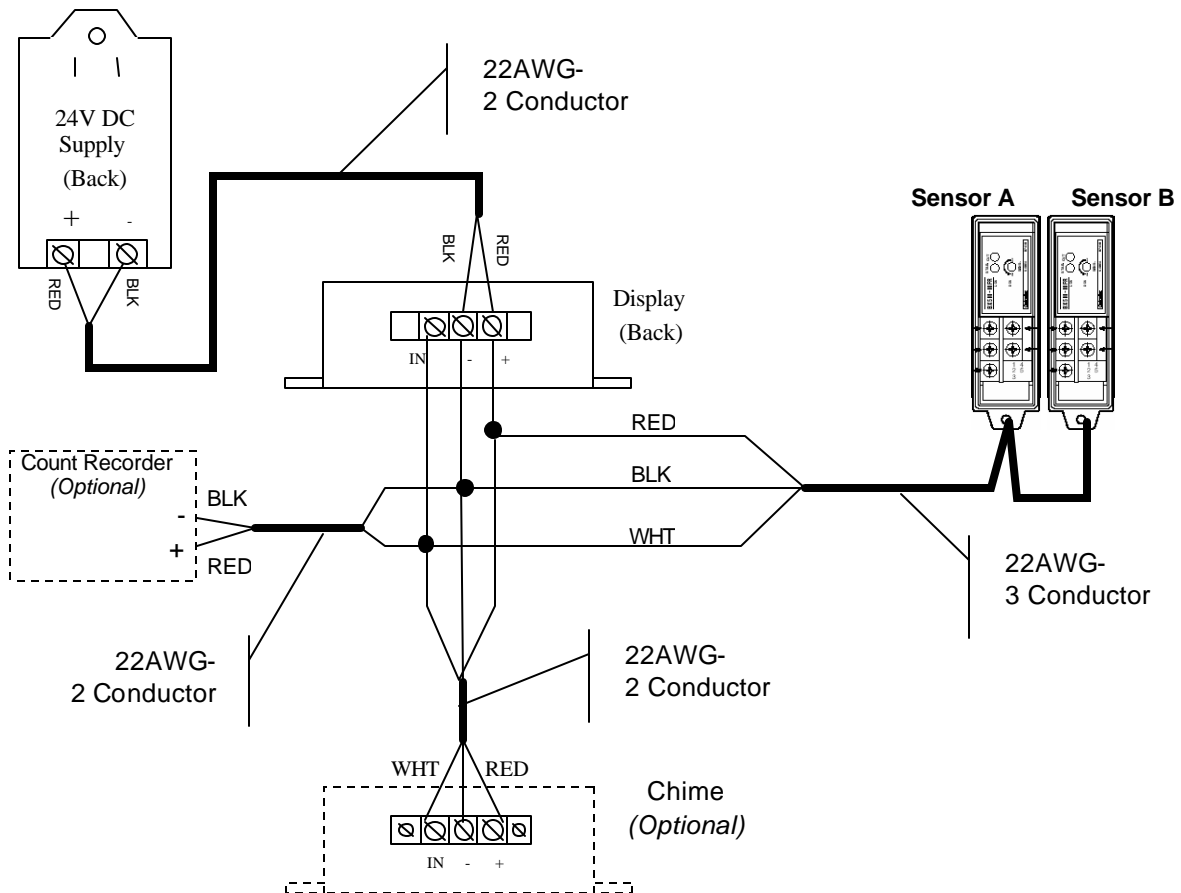 22AWG-
2 Conductor
24V DC
Supply
(Back)
+ -
RED
BLK
BLK
RED
Sensor A
Sensor B
Display
(Back)
IN - +
RED
BLK
WHT
Count Recorder
(Optional)
- BLK
+ RED
22AWG-
3 Conductor
22AWG-
2 Conductor
22AWG-
2 Conductor
WHT RED
Chime
(Optional)
IN - +